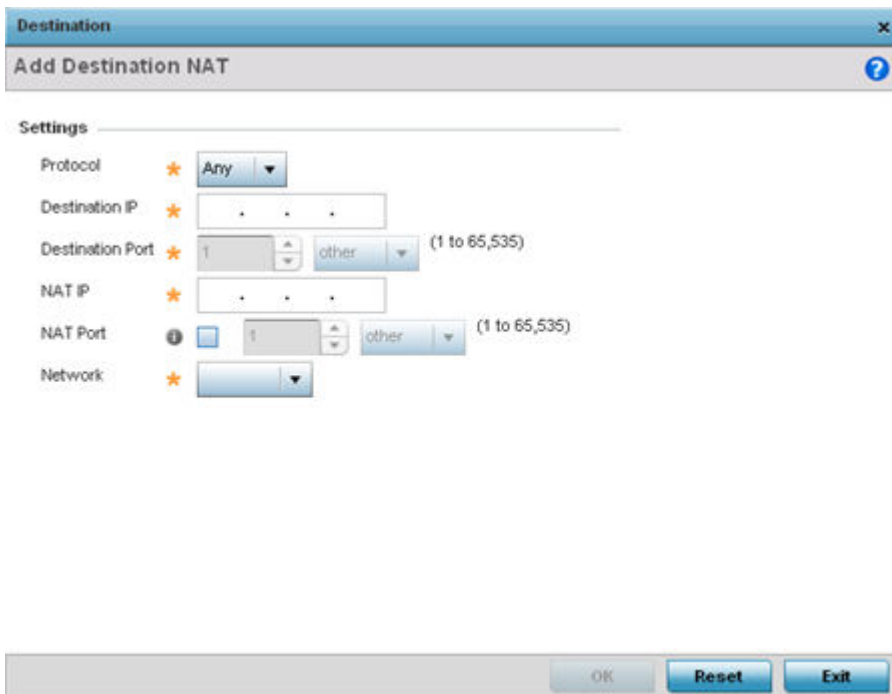 Destination x
Add Destination NAT ?
Settings
Protocol * Any
Destination IP * . . .
Destination Port * 1 other (1 to 65,535)
NAT IP * . . .
NAT Port i 1 other (1 to 65,535)
Network *
OK Reset Exit